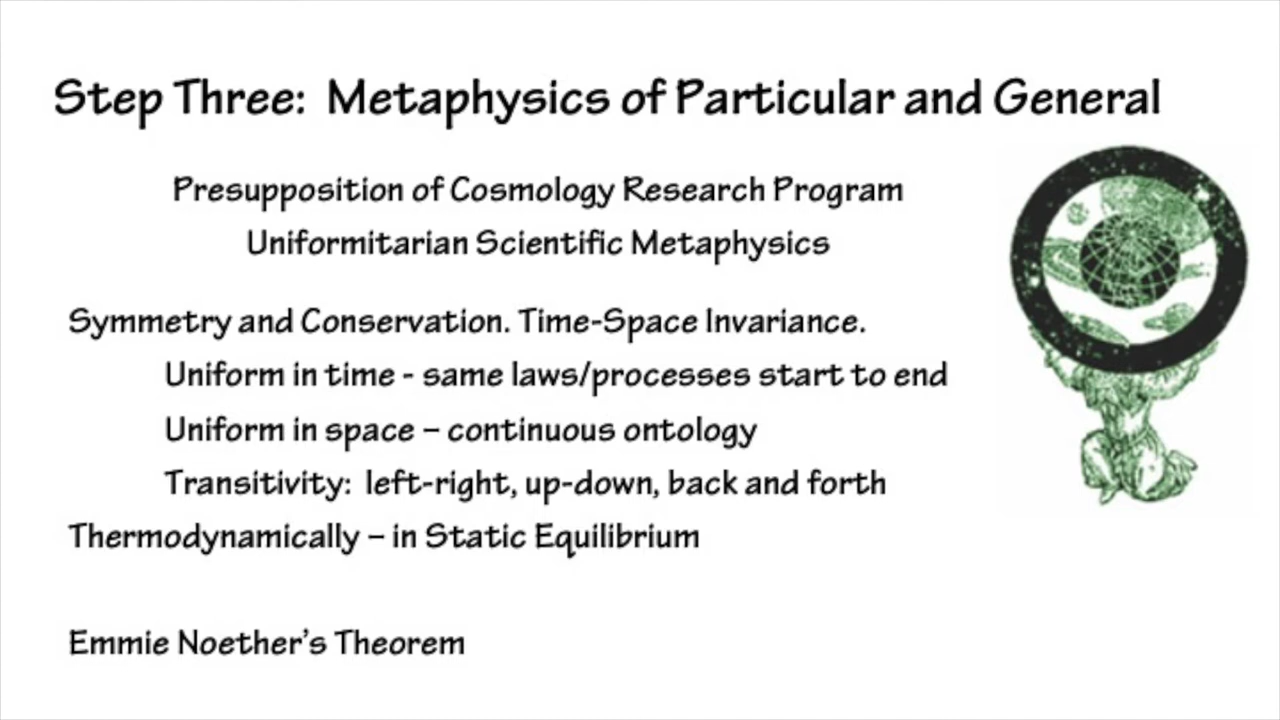 Step Three: Metaphysics of Particular and General
Presupposition of Cosmology Research Program
Uniformitarian Scientific Metaphysics
Symmetry and Conservation. Time-Space Invariance.
Uniform in time - same laws/processes start to end
Uniform in space – continuous ontology
Transitivity: left-right, up-down, back and forth
Thermodynamically – in Static Equilibrium
Emmie Noether's Theorem